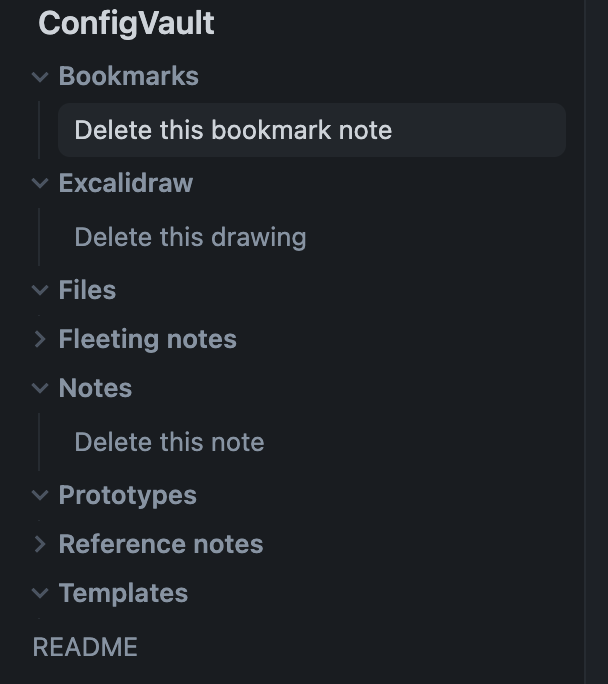 ConfigVault
Bookmarks
Delete this bookmark note
Excalidraw
Delete this drawing
Files
Fleeting notes
Notes
Delete this note
Prototypes
Reference notes
Templates
README